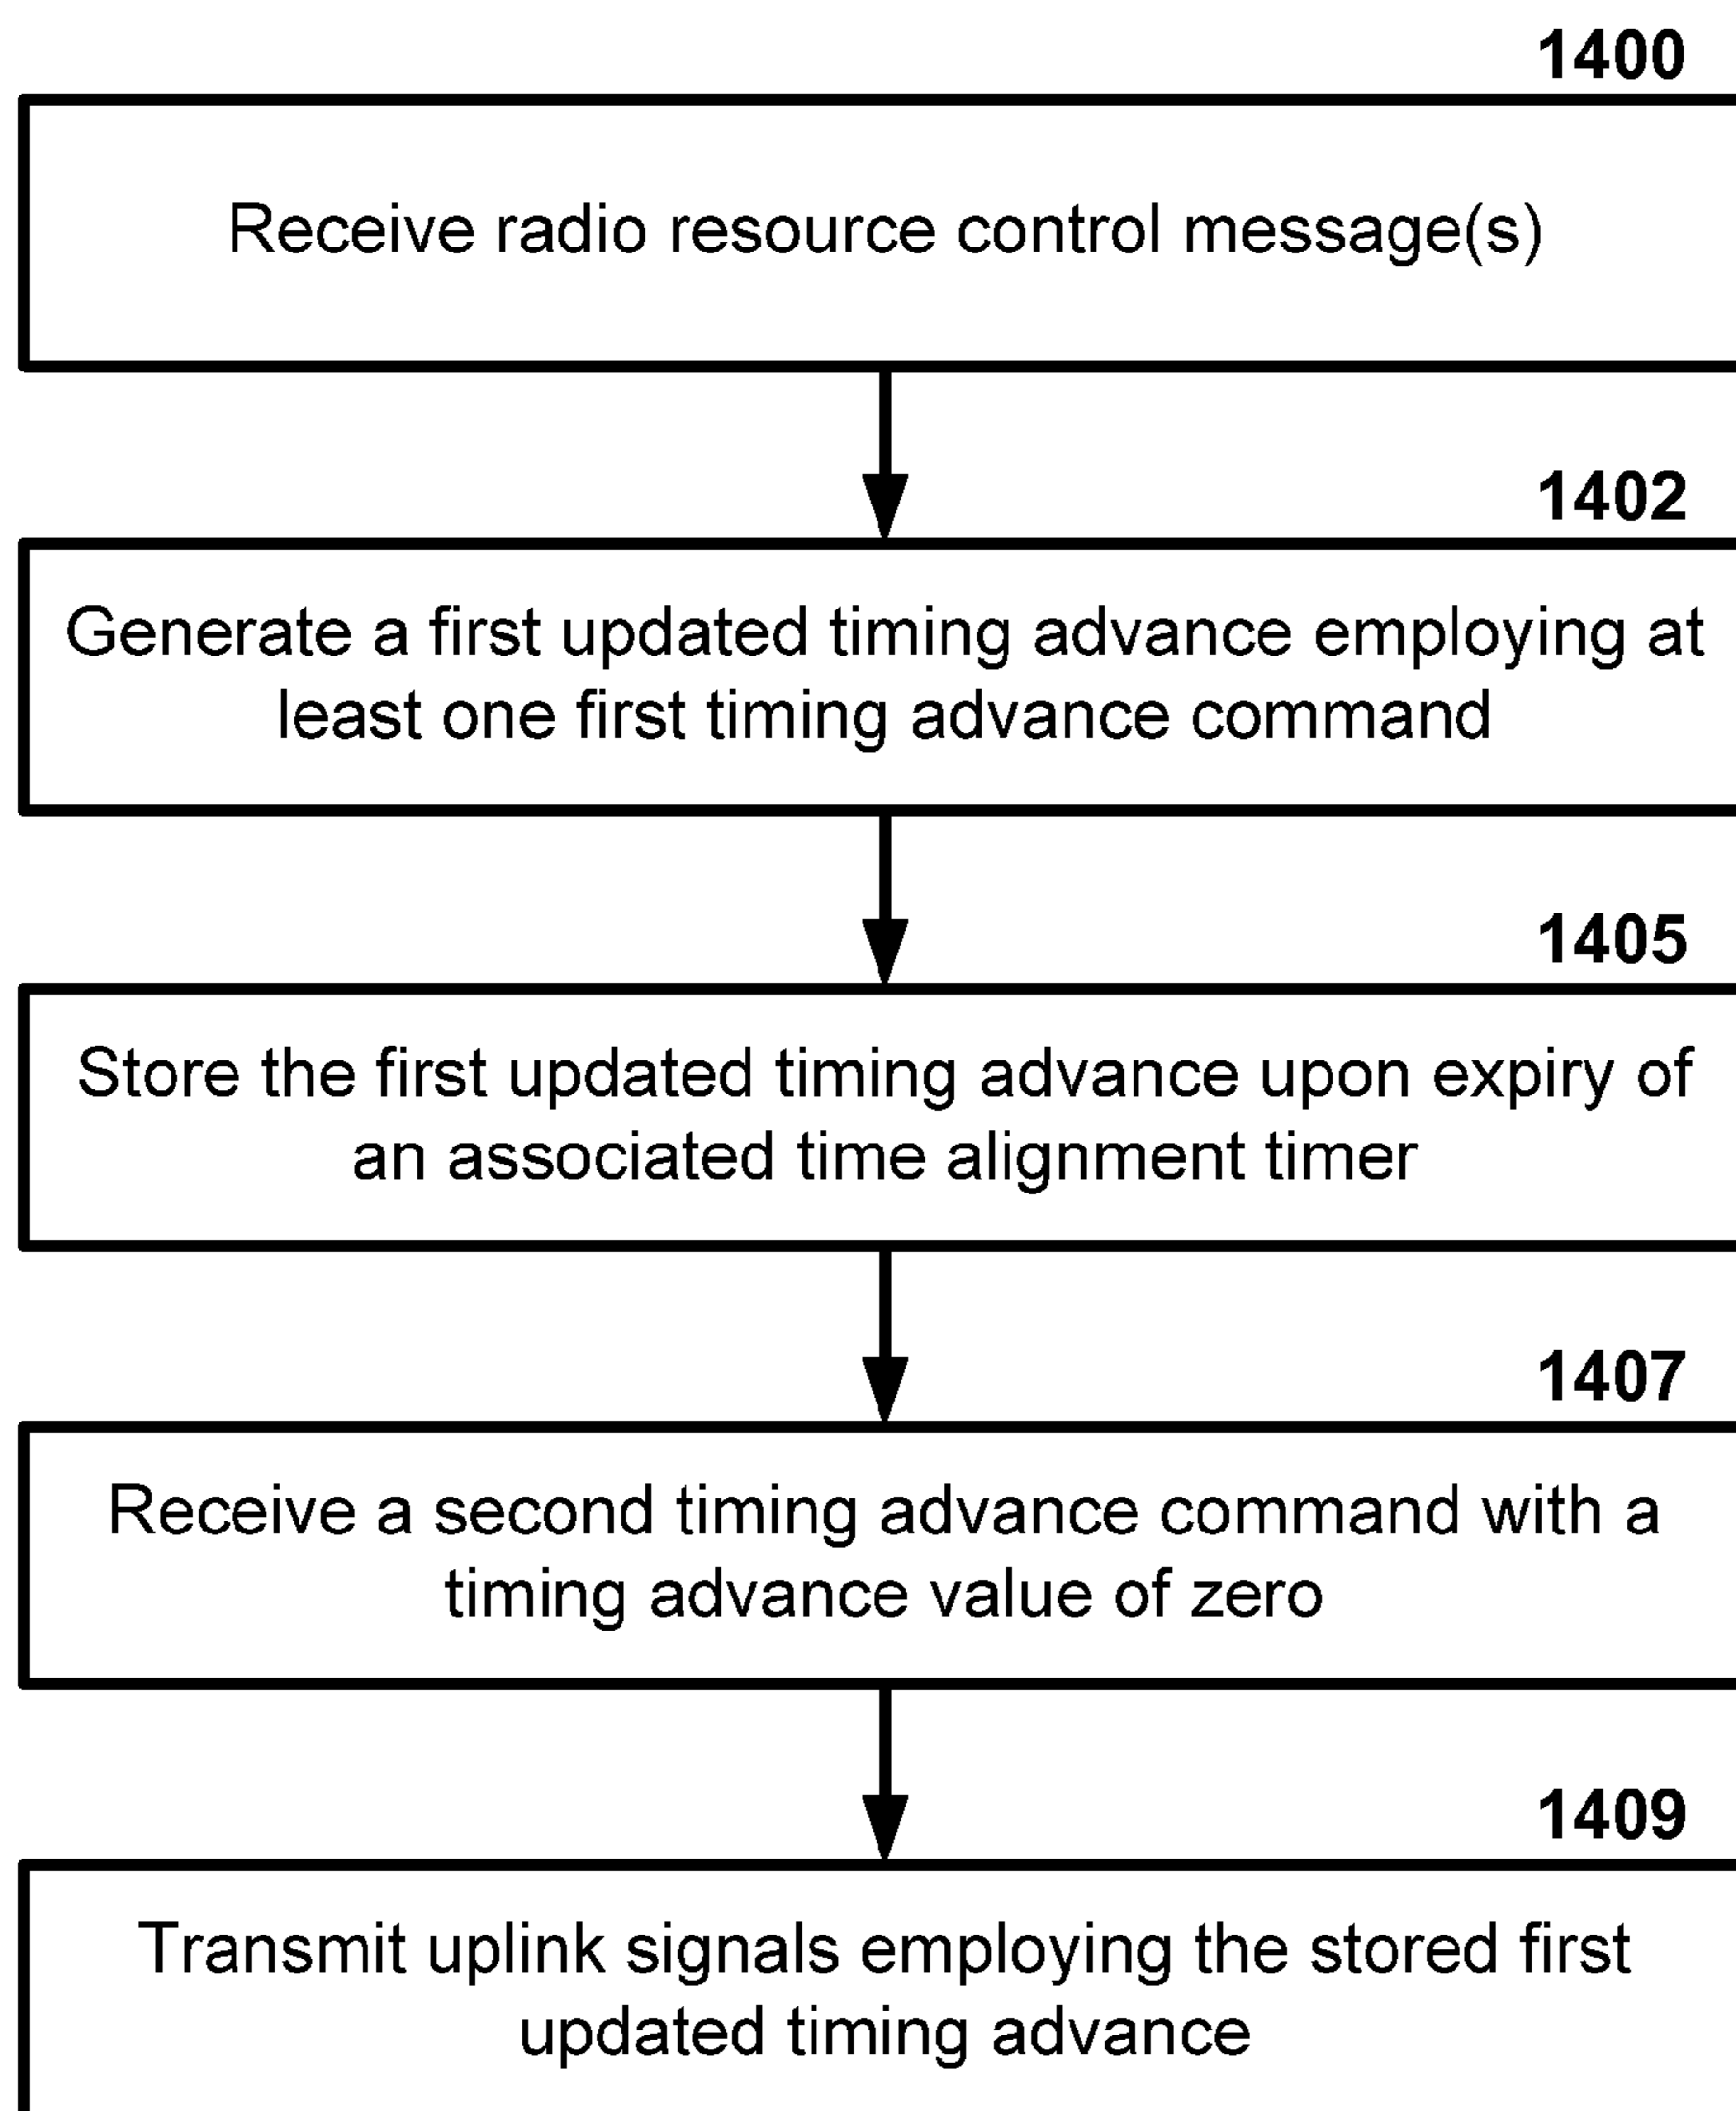 1400
Receive radio resource control message(s)
1402
Generate a first updated timing advance employing at
least one first timing advance command
1405
Store the first updated timing advance upon expiry of
an associated time alignment timer
1407
Receive a second timing advance command with a
timing advance value of zero
1409
Transmit uplink signals employing the stored first
updated timing advance